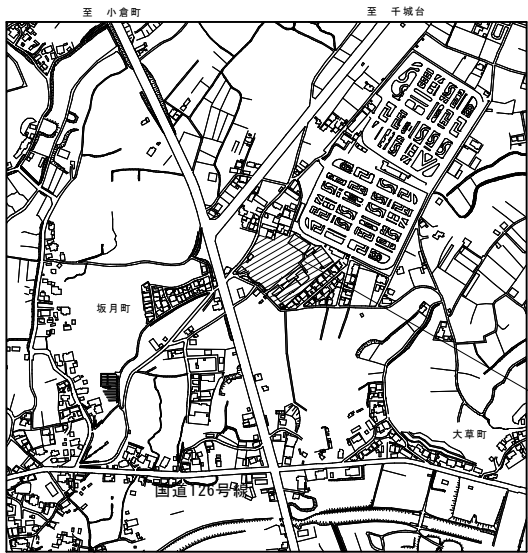 至 小倉町
至 千城台
坂月町
大草町
国道126号線